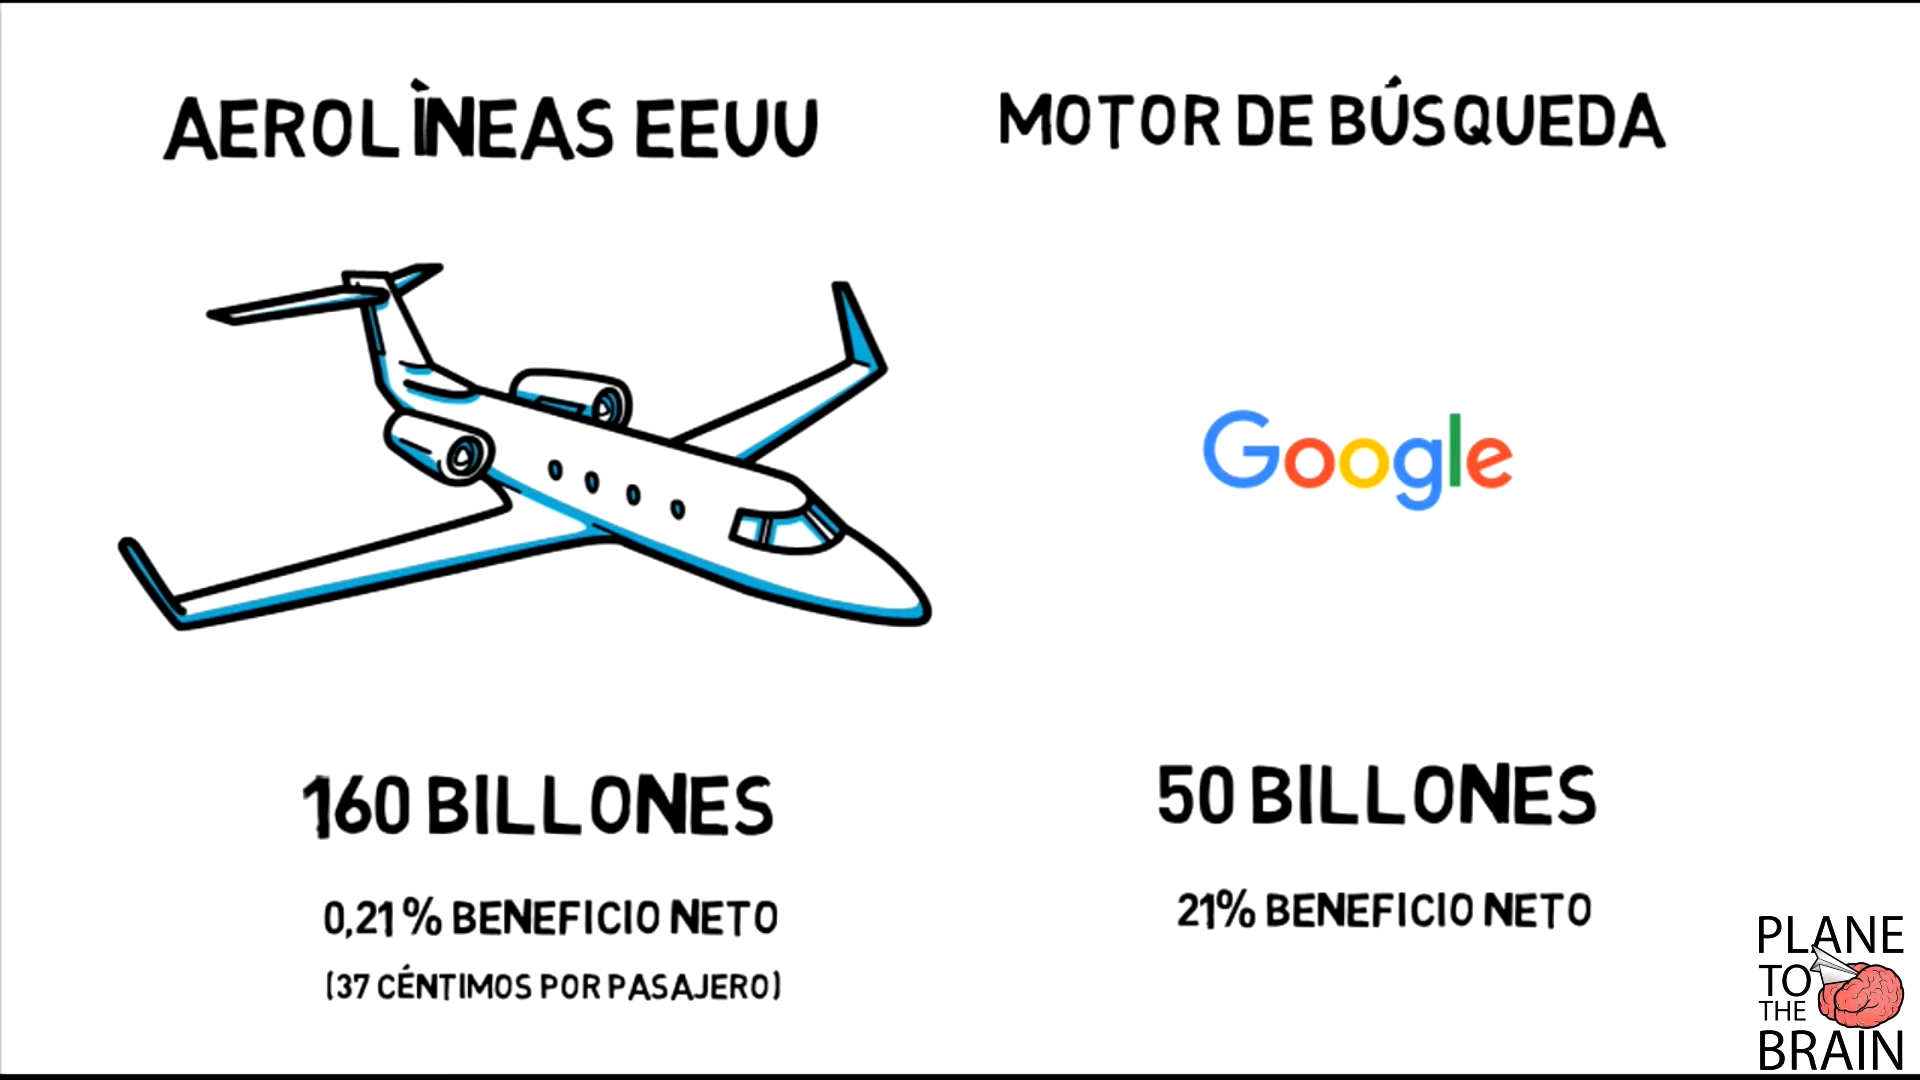 AEROLÌNEAS EEUU
MOTOR DE BÚSQUEDA
Google
160 BILLONES
50 BILLONES
0,21% BENEFICIO NETO
21% BENEFICIO NETO
(37 CÉNTIMOS POR PASAJERO)
PLANE
TO
THE
BRAIN